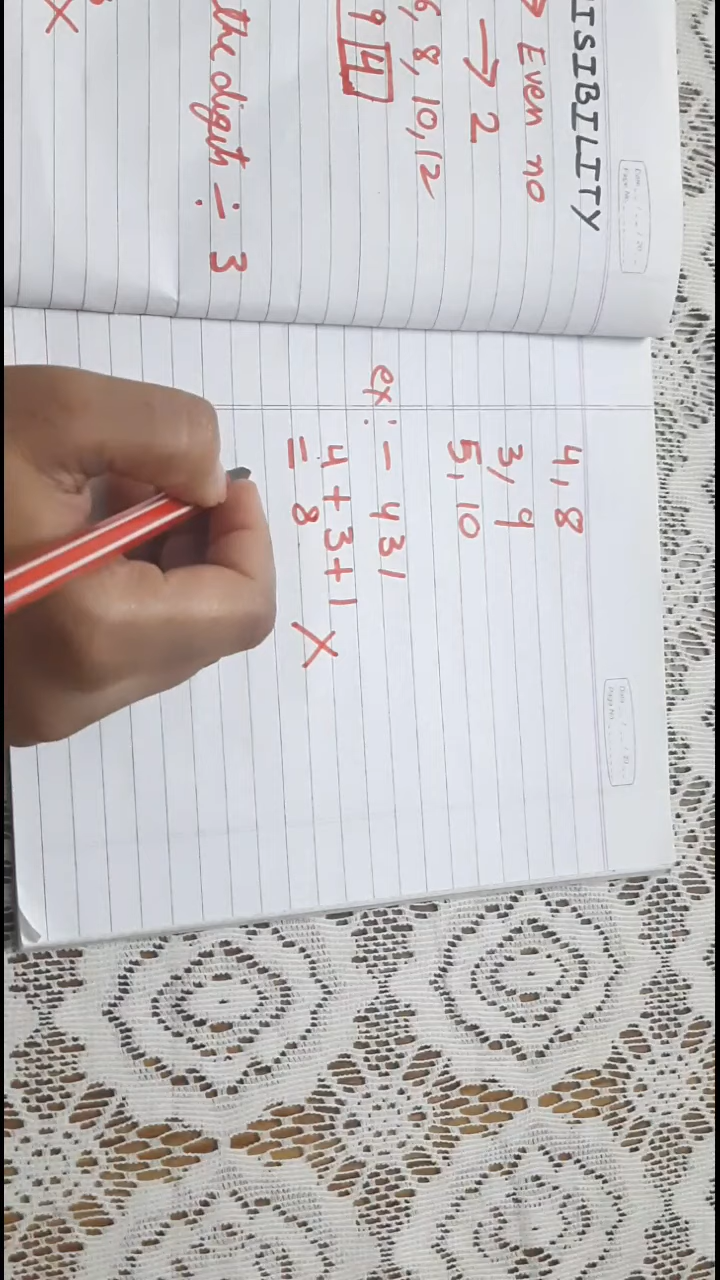 ISIBILITY
Even no
→ 2
6, 8, 10, 12
9 4
the digit ÷ 3
X
4, 8
3, 9
5, 10
ex:- 431
4+3+1 X
= 8